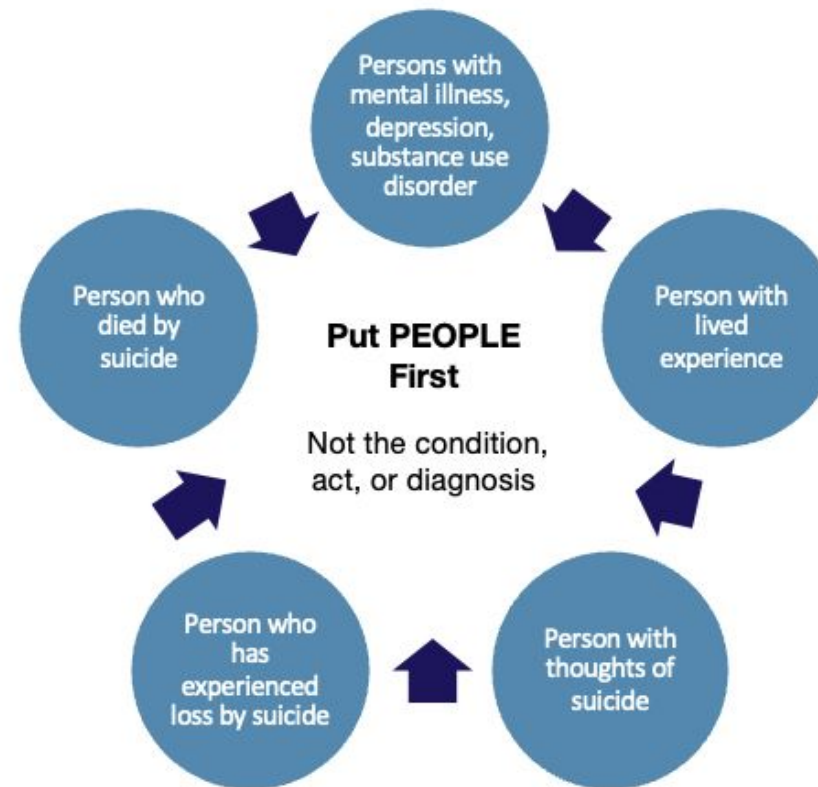 Persons with
mental illness,
depression,
substance use
disorder
Person who
died by
suicide
Put PEOPLE
First
Not the condition,
act, or diagnosis
Person with
lived
experience
Person who
has
experienced
loss by suicide
Person with
thoughts of
suicide